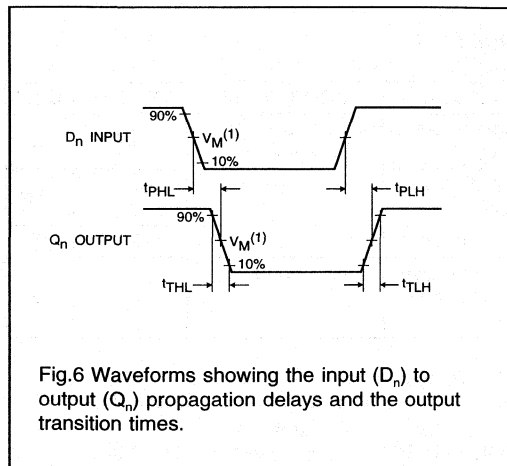 90%
Dn INPUT
VM(1)
10%
tPHL
tPLH
90%
Qn OUTPUT
VM(1)
10%
tTHL
tTLH
Fig.6 Waveforms showing the input (Dn) to
output (Qn) propagation delays and the output
transition times.